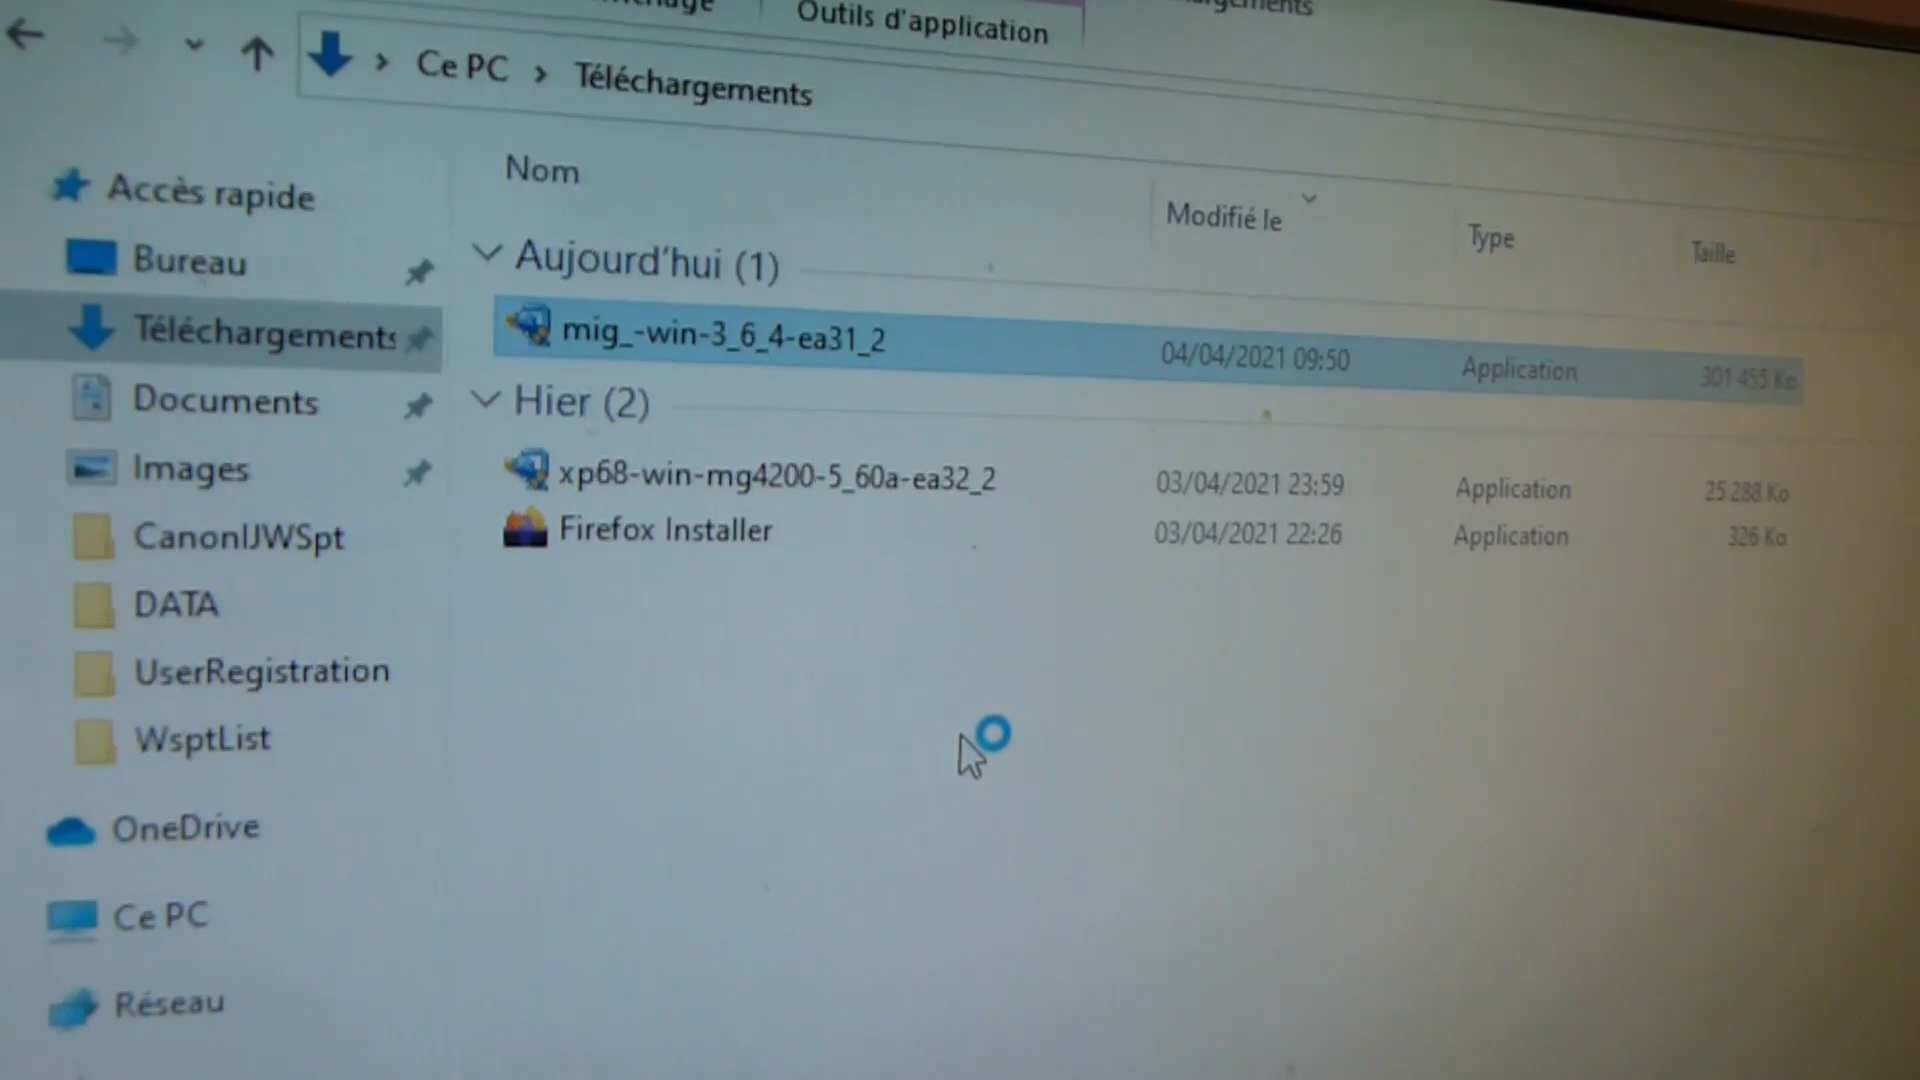 Outils d'application
Ce PC > Téléchargements
Nom
Modifié le
Type
Taille
Accès rapide
Bureau
Téléchargements
Documents
Images
CanonIJWSpt
DATA
UserRegistration
WsptList
OneDrive
Ce PC
Réseau
Aujourd'hui (1)
mig_-win-3_6_4-ea31_2 04/04/2021 09:50 Application 301 455 Ko
Hier (2)
xp68-win-mg4200-5_60a-ea32_2 03/04/2021 23:59 Application 25 288 Ko
Firefox Installer 03/04/2021 22:26 Application 326 Ko